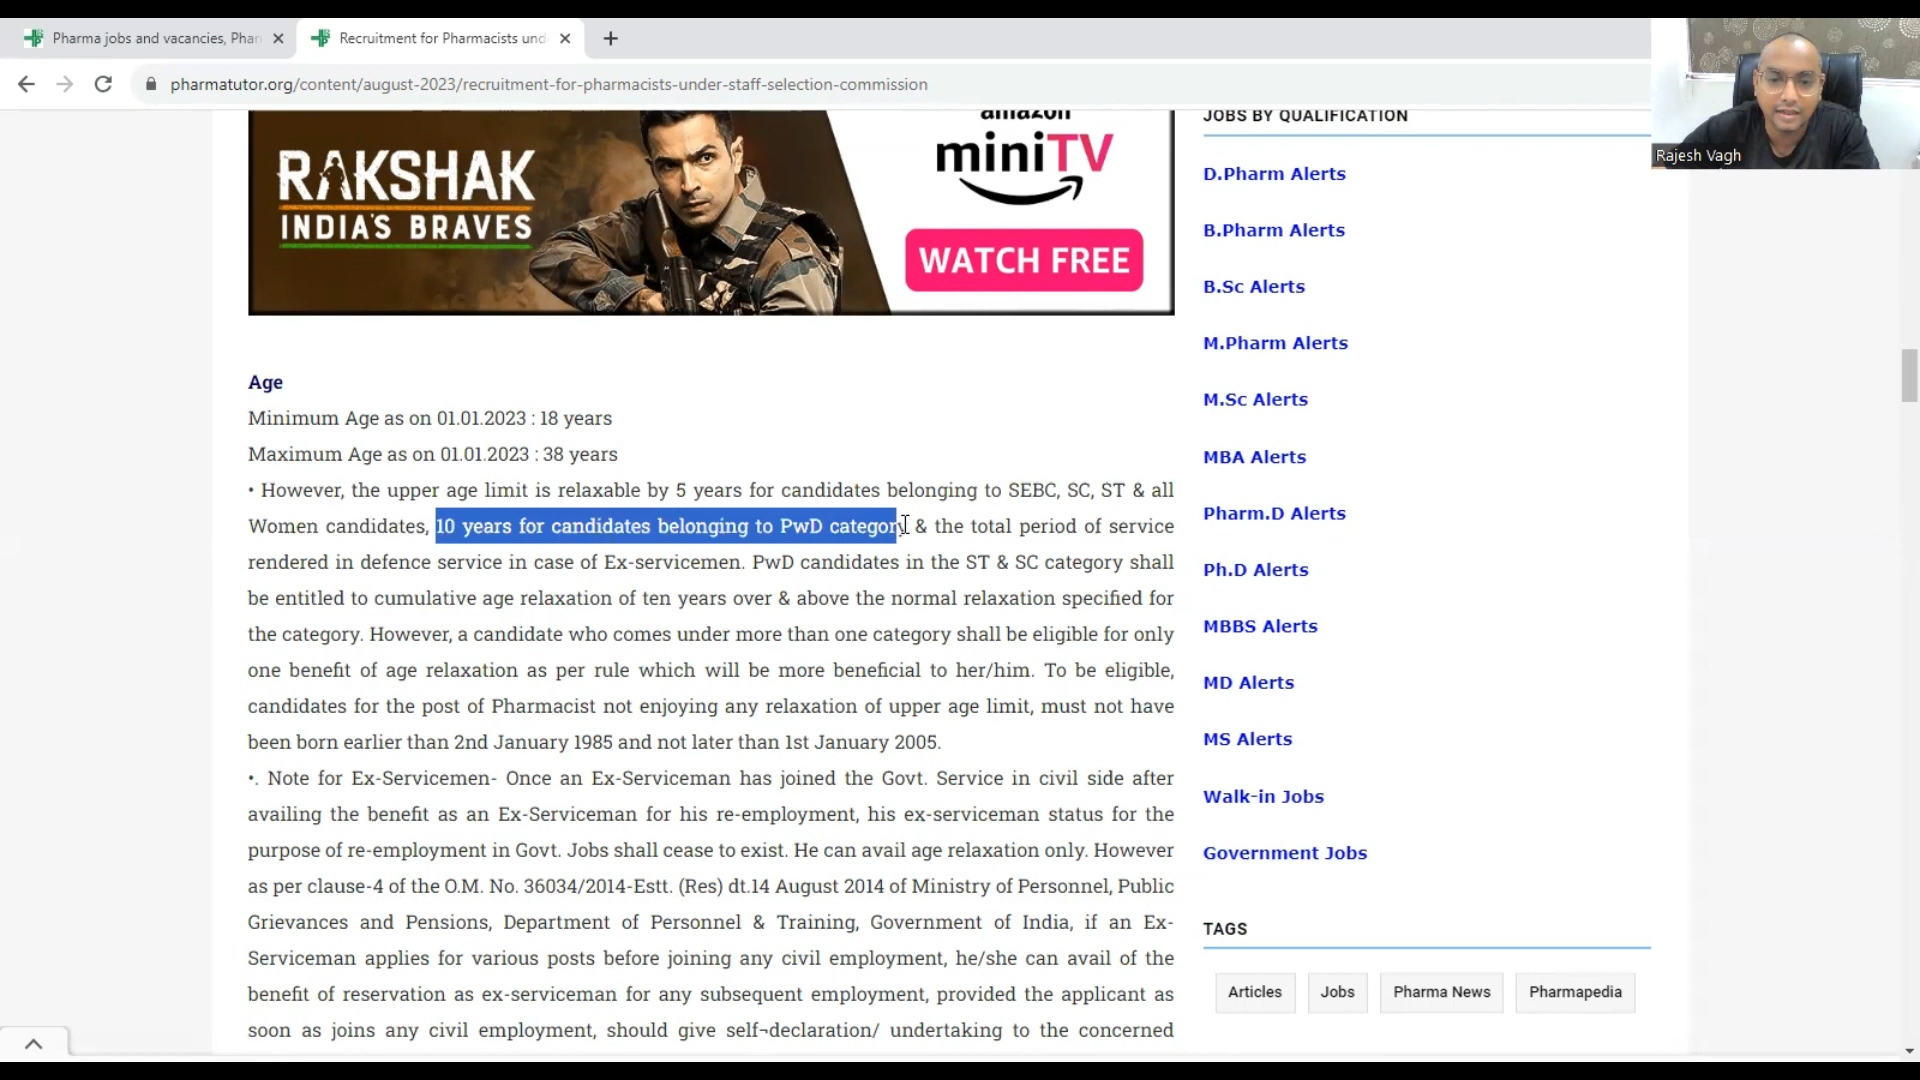 Pharma jobs and vacancies, Phar
Recruitment for Pharmacists und
pharmatutor.org/content/august-2023/recruitment-for-pharmacists-under-staff-selection-commission
Rajesh Vagh
RAKSHAK
INDIA'S BRAVES
amazon
miniTV
WATCH FREE
Age
Minimum Age as on 01.01.2023 : 18 years
Maximum Age as on 01.01.2023 : 38 years
• However, the upper age limit is relaxable by 5 years for candidates belonging to SEBC, SC, ST & all
Women candidates, 10 years for candidates belonging to PwD category & the total period of service
rendered in defence service in case of Ex-servicemen. PwD candidates in the ST & SC category shall
be entitled to cumulative age relaxation of ten years over & above the normal relaxation specified for
the category. However, a candidate who comes under more than one category shall be eligible for only
one benefit of age relaxation as per rule which will be more beneficial to her/him. To be eligible,
candidates for the post of Pharmacist not enjoying any relaxation of upper age limit, must not have
been born earlier than 2nd January 1985 and not later than 1st January 2005.
•. Note for Ex-Servicemen- Once an Ex-Serviceman has joined the Govt. Service in civil side after
availing the benefit as an Ex-Serviceman for his re-employment, his ex-serviceman status for the
purpose of re-employment in Govt. Jobs shall cease to exist. He can avail age relaxation only. However
as per clause-4 of the O.M. No. 36034/2014-Estt. (Res) dt.14 August 2014 of Ministry of Personnel, Public
Grievances and Pensions, Department of Personnel & Training, Government of India, if an Ex-
Serviceman applies for various posts before joining any civil employment, he/she can avail of the
benefit of reservation as ex-serviceman for any subsequent employment, provided the applicant as
soon as joins any civil employment, should give self¬declaration/ undertaking to the concerned
JOBS BY QUALIFICATION
D.Pharm Alerts
B.Pharm Alerts
B.Sc Alerts
M.Pharm Alerts
M.Sc Alerts
MBA Alerts
Pharm.D Alerts
Ph.D Alerts
MBBS Alerts
MD Alerts
MS Alerts
Walk-in Jobs
Government Jobs
TAGS
Articles
Jobs
Pharma News
Pharmapedia